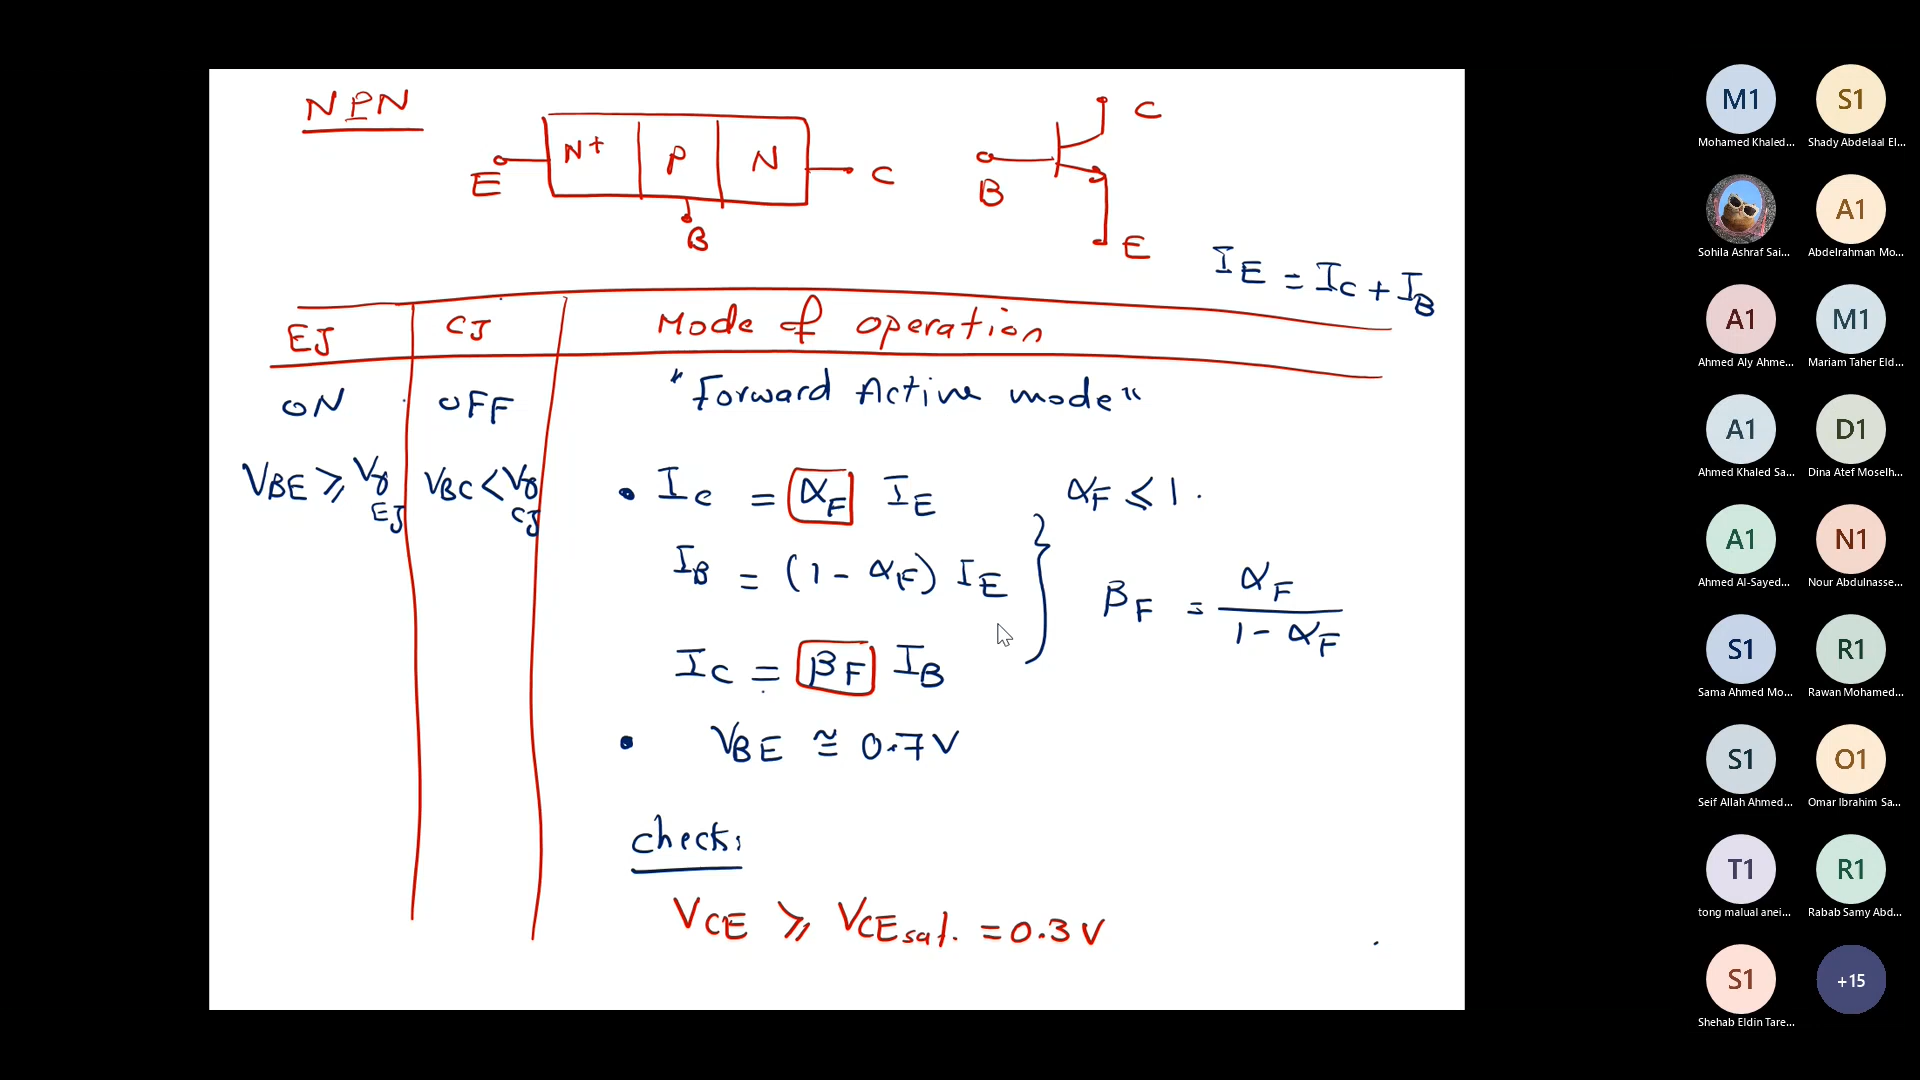 NPN
N+ P N
E C
B
C
B
E
IE = IC + IB
EJ CJ Mode of operation
ON OFF "Forward Active mode"
VBE ⩾ Vγ EJ VBC < Vγ CJ
• IC = αF IE αF ⩽ 1.
IB = (1 - αF) IE
βF = αF / 1 - αF
IC = βF IB
• VBE ≅ 0.7 V
check:
VCE ⩾ VCEsat. = 0.3 V
M1 S1
Mohamed Khaled... Shady Abdelaal El...
A1
Sohila Ashraf Sai... Abdelrahman Mo...
A1 M1
Ahmed Aly Ahme... Mariam Taher Eld...
A1 D1
Ahmed Khaled Sa... Dina Atef Moselh...
A1 N1
Ahmed Al-Sayed... Nour Abdulnasse...
S1 R1
Sama Ahmed Mo... Rawan Mohamed...
S1 O1
Seif Allah Ahmed... Omar Ibrahim Sa...
T1 R1
tong malual anei... Rabab Samy Abd...
S1 +15
Shehab Eldin Tare...